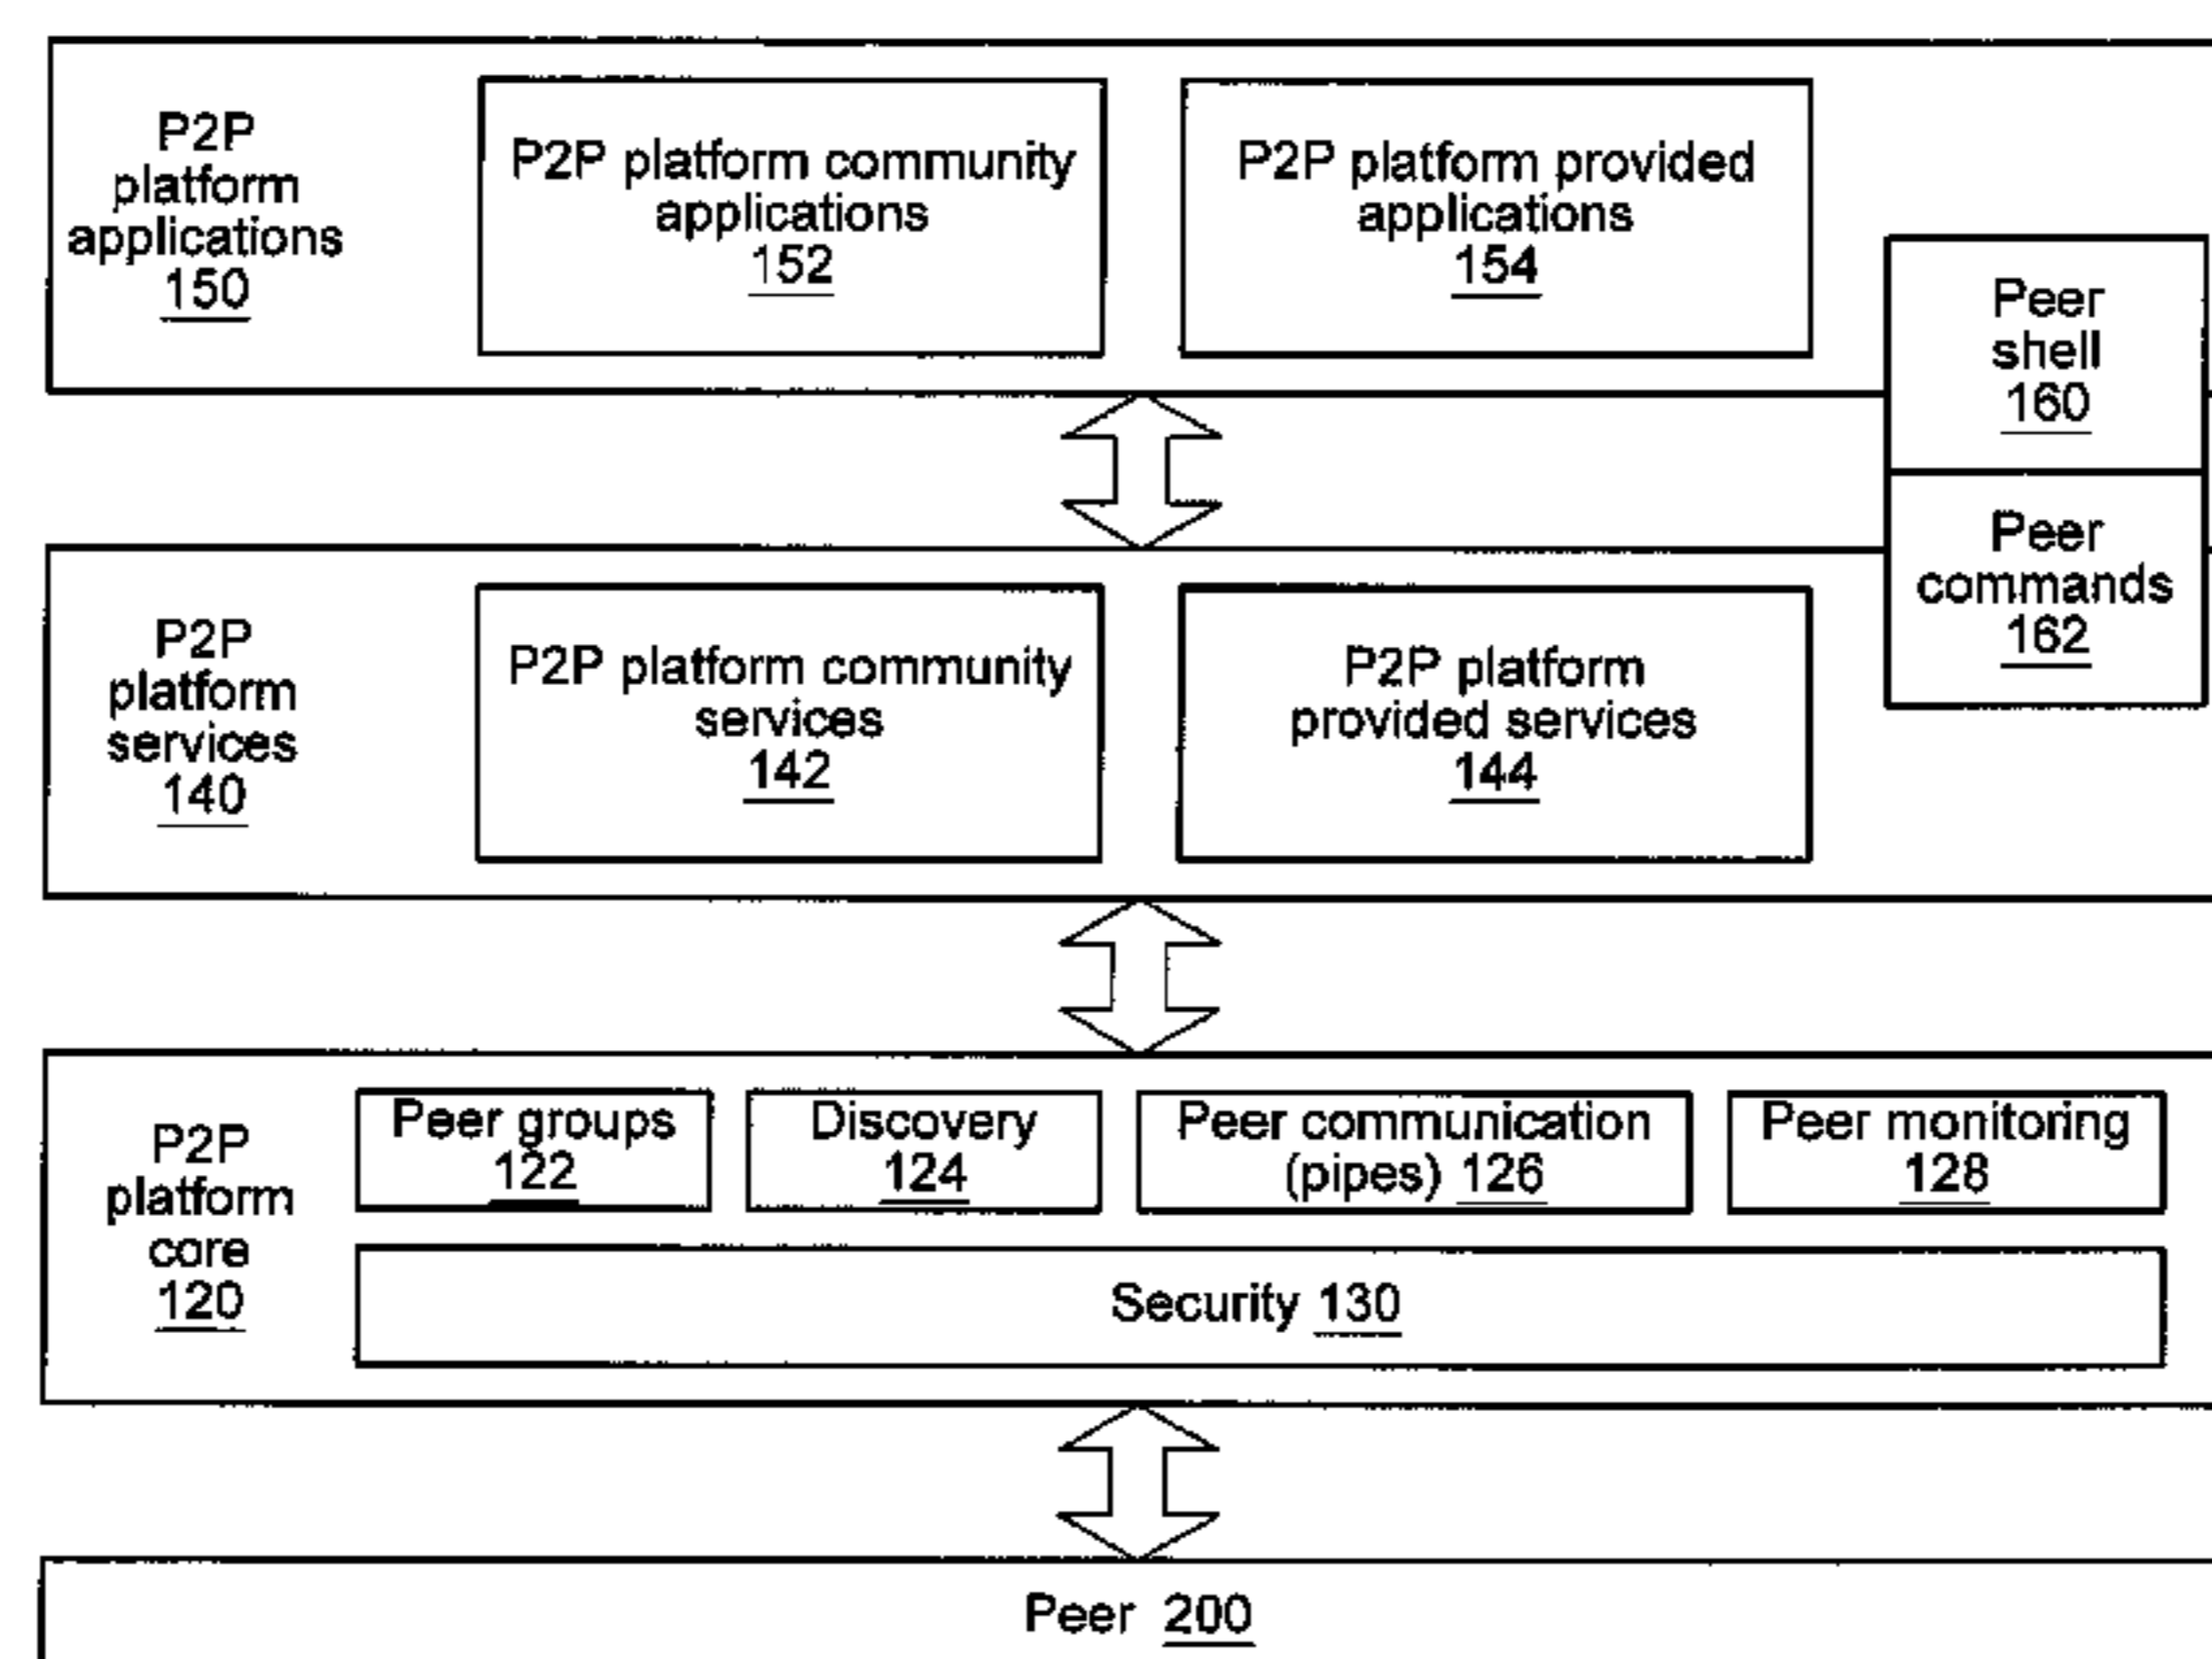 P2P
platform
applications
150
P2P platform community
applications
152
P2P platform provided
applications
154
Peer
shell
160
Peer
commands
162
P2P
platform
services
140
P2P platform community
services
142
P2P platform
provided services
144
P2P
platform
core
120
Peer groups
122
Discovery
124
Peer communication
(pipes) 126
Peer monitoring
128
Security 130
Peer 200